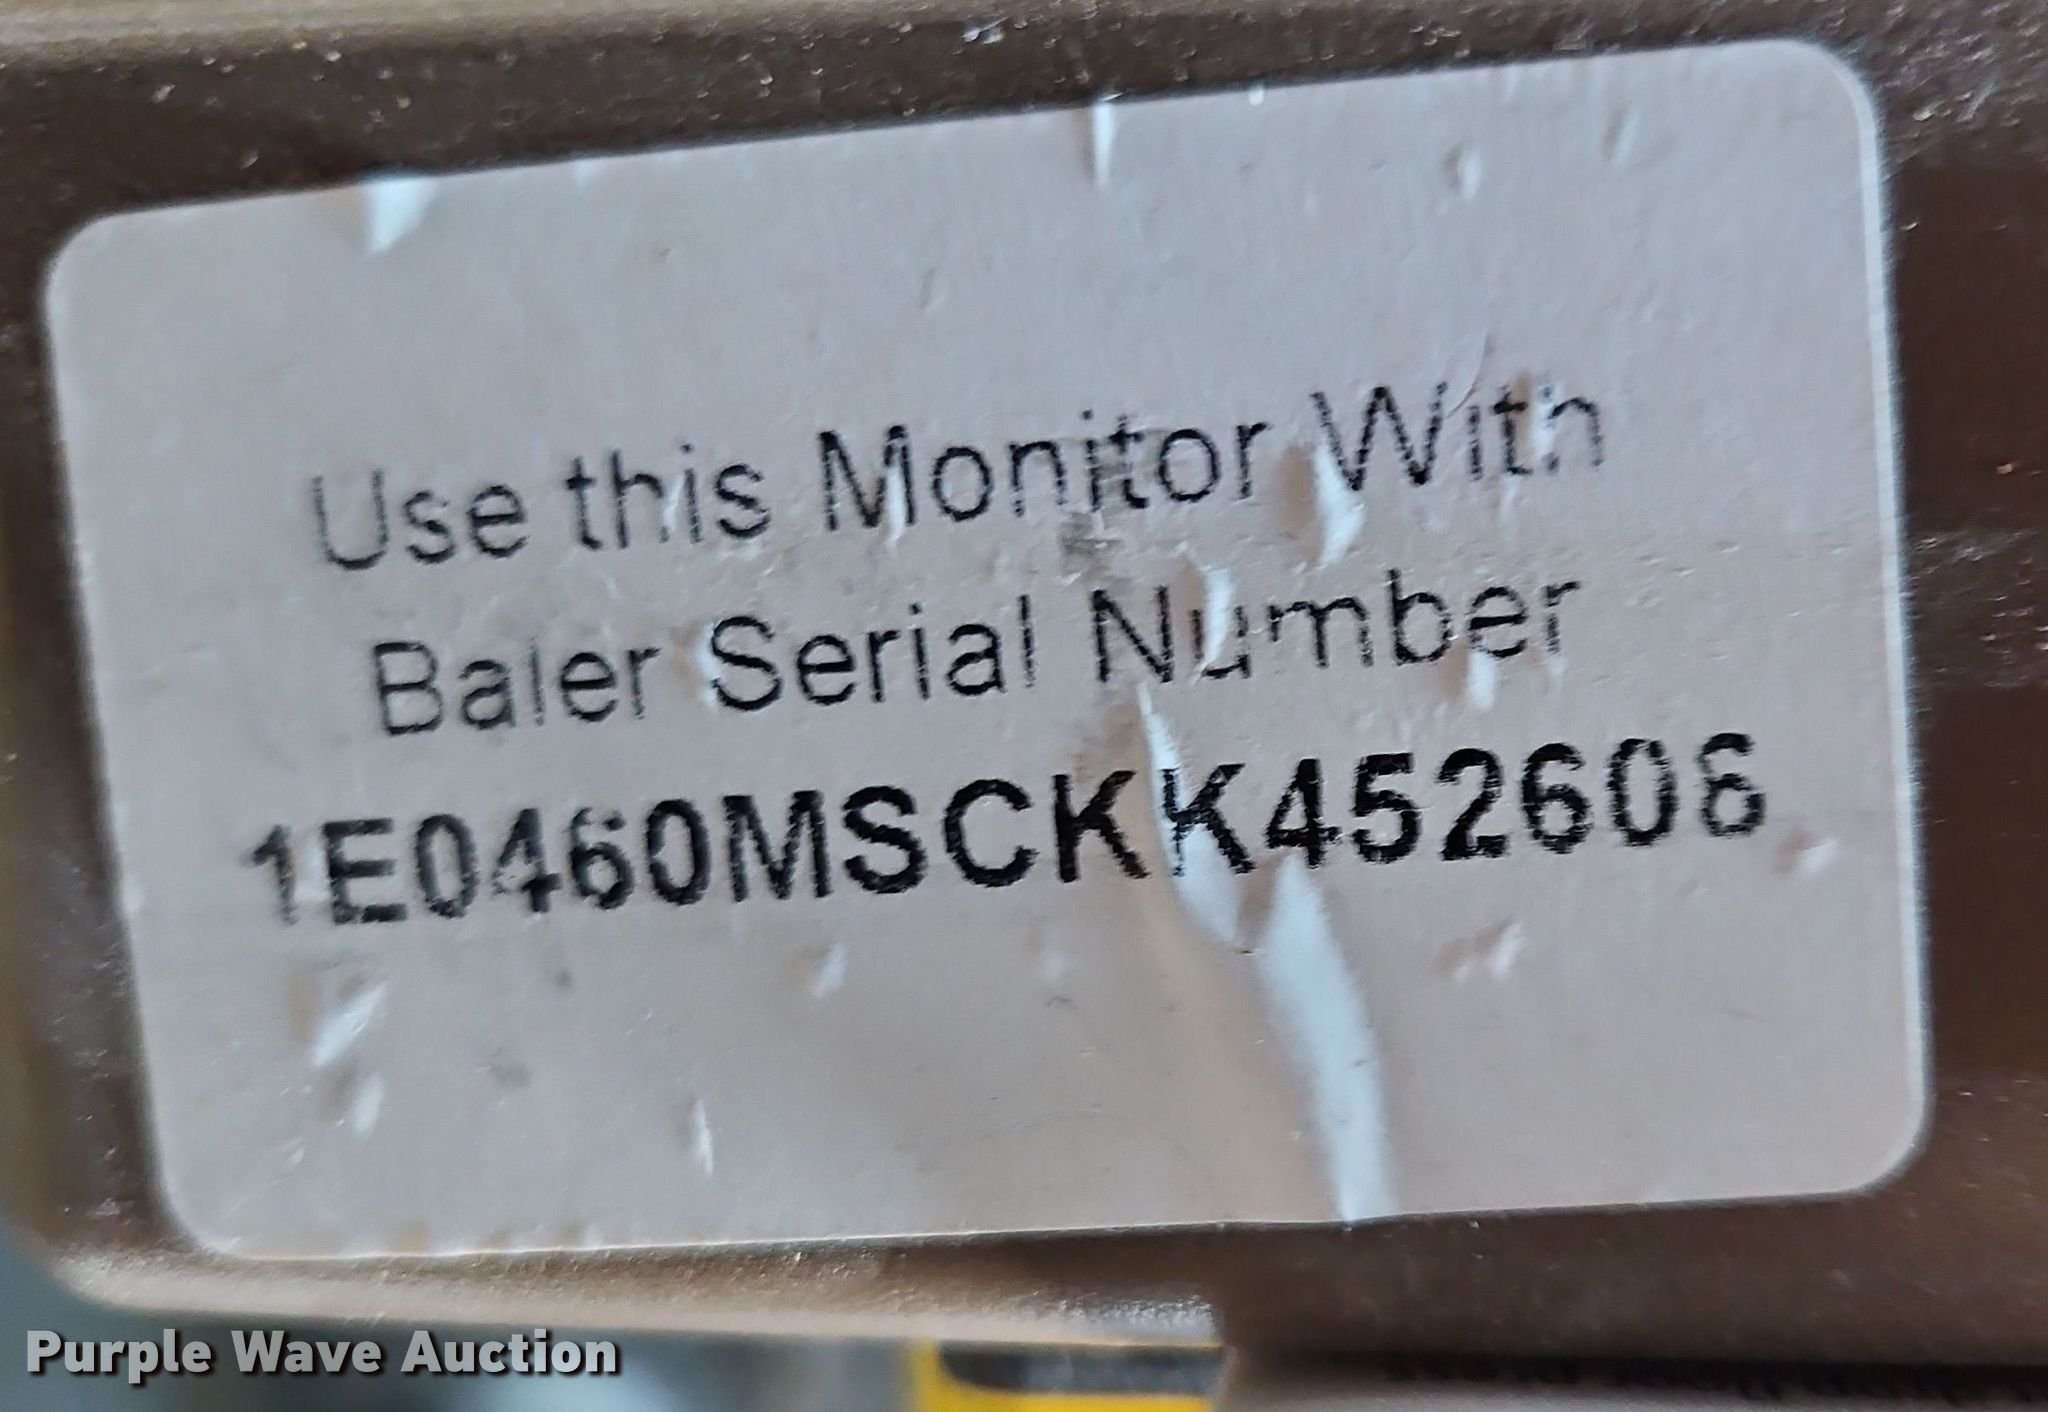 Use this Monitor With
Baler Serial Number
1E0460MSCKK452606
Purple Wave Auction